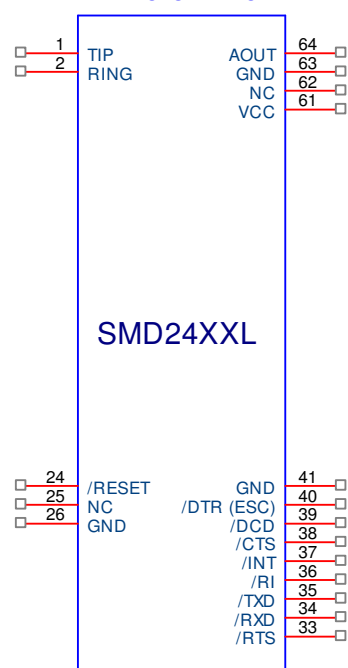 1 TIP AOUT 64
2 RING GND 63
NC 62
VCC 61
SMD24XXL
24 /RESET GND 41
25 NC /DTR (ESC) 40
26 GND /DCD 39
/CTS 38
/INT 37
/RI 36
/TXD 35
/RXD 34
/RTS 33